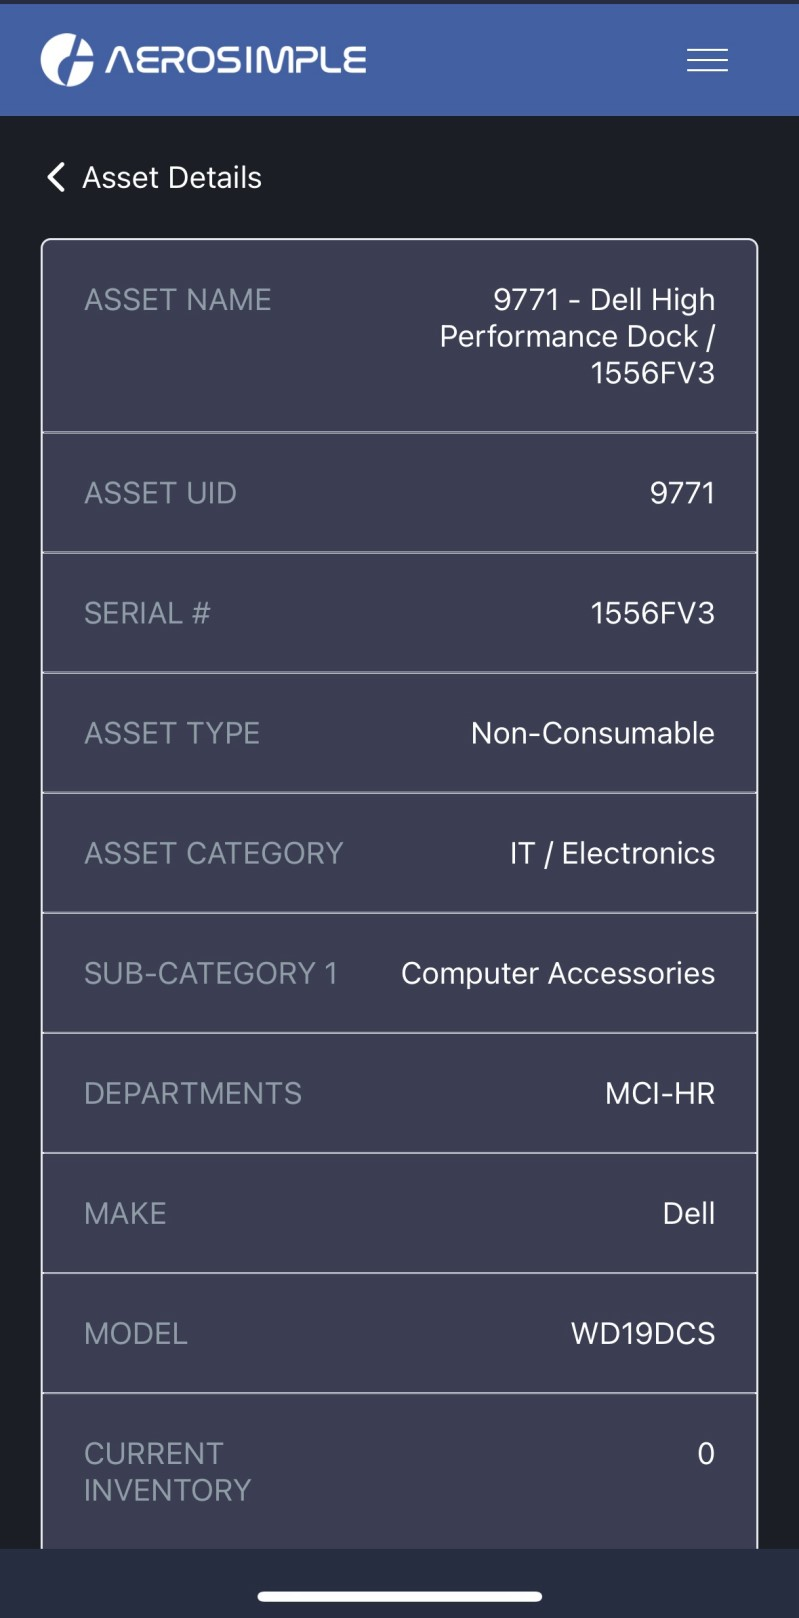 AEROSIMPLE
Asset Details
ASSET NAME
9771 - Dell High
Performance Dock /
1556FV3
ASSET UID
9771
SERIAL #
1556FV3
ASSET TYPE
Non-Consumable
ASSET CATEGORY
IT / Electronics
SUB-CATEGORY 1
Computer Accessories
DEPARTMENTS
MCI-HR
MAKE
Dell
MODEL
WD19DCS
CURRENT
INVENTORY
0